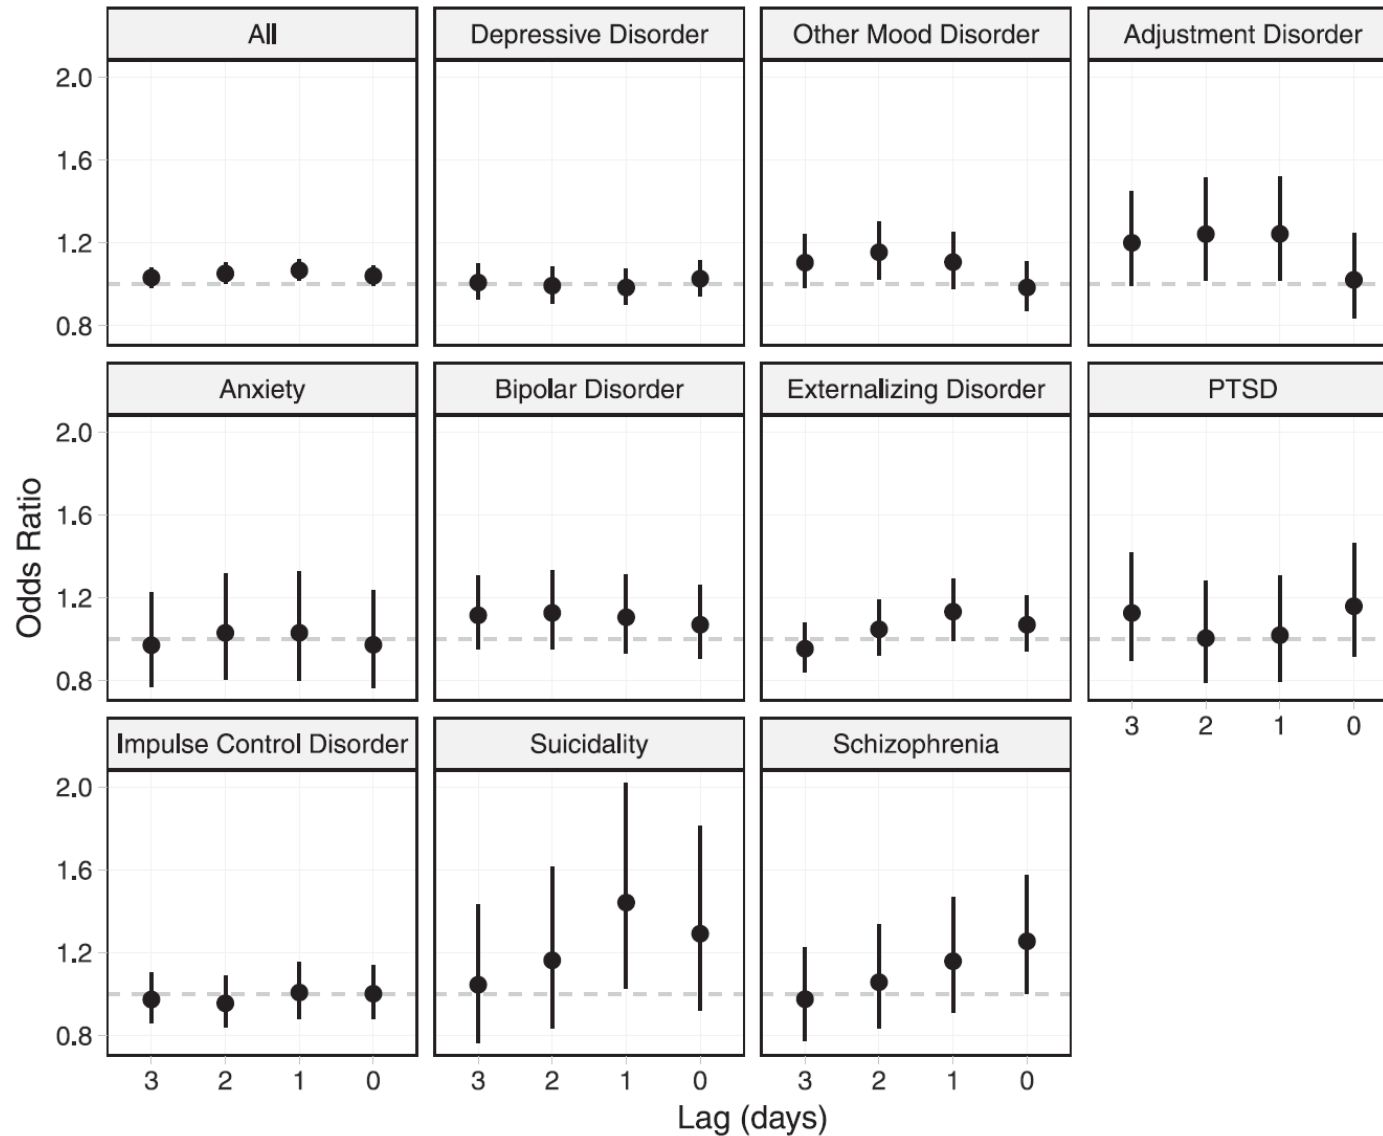 All Depressive Disorder Other Mood Disorder Adjustment Disorder
2.0
1.6
1.2
0.8
Anxiety Bipolar Disorder Externalizing Disorder PTSD
2.0
1.6
1.2
0.8
3 2 1 0
Impulse Control Disorder Suicidality Schizophrenia
2.0
1.6
1.2
0.8
3 2 1 0 3 2 1 0 3 2 1 0
Odds Ratio
Lag (days)